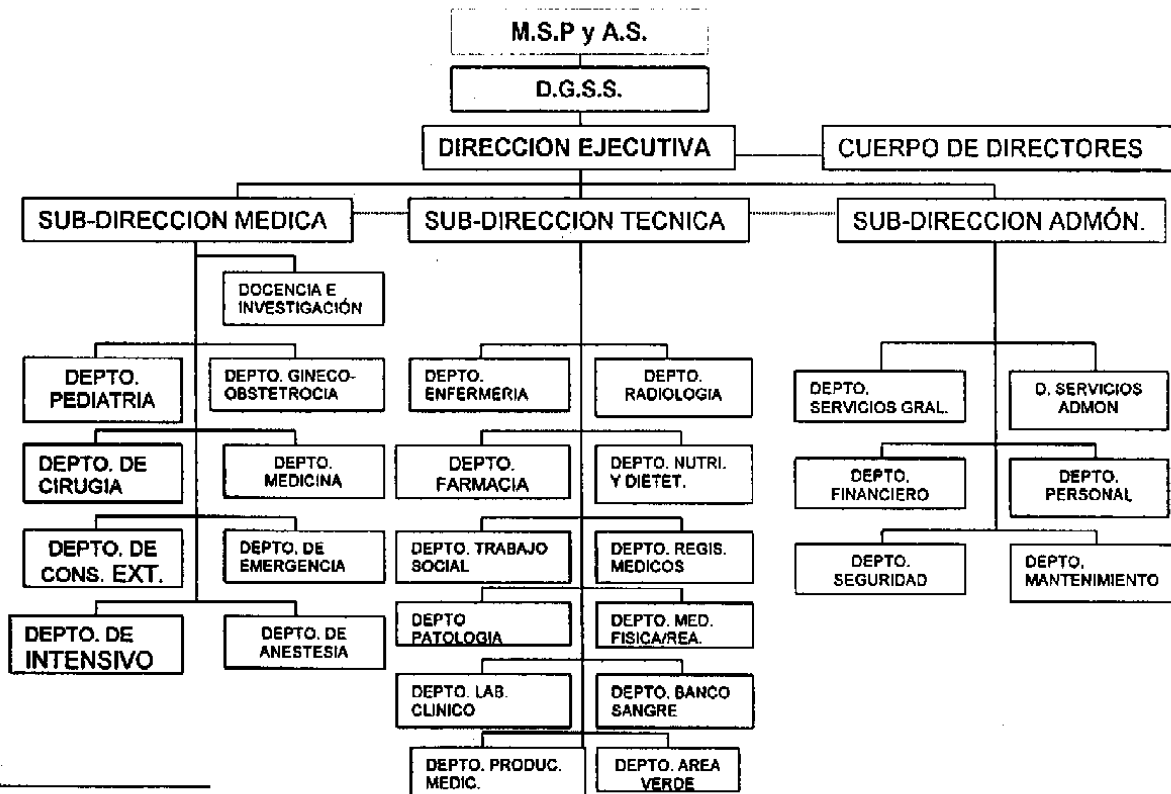 M.S.P y A.S.
D.G.S.S.
DIRECCION EJECUTIVA
CUERPO DE DIRECTORES
SUB-DIRECCION MEDICA
SUB-DIRECCION TECNICA
SUB-DIRECCION ADMÓN.
DOCENCIA E
INVESTIGACIÓN
DEPTO.
PEDIATRIA
DEPTO. GINECO-
OBSTETROCIA
DEPTO.
ENFERMERIA
DEPTO.
RADIOLOGIA
DEPTO.
SERVICIOS GRAL.
D. SERVICIOS
ADMON
DEPTO. DE
CIRUGIA
DEPTO.
MEDICINA
DEPTO.
FARMACIA
DEPTO. NUTRI.
Y DIETET.
DEPTO.
FINANCIERO
DEPTO.
PERSONAL
DEPTO. DE
CONS. EXT.
DEPTO. DE
EMERGENCIA
DEPTO. TRABAJO
SOCIAL
DEPTO. REGIS.
MEDICOS
DEPTO.
SEGURIDAD
DEPTO.
MANTENIMIENTO
DEPTO. DE
INTENSIVO
DEPTO. DE
ANESTESIA
DEPTO
PATOLOGIA
DEPTO. MED.
FISICA/REA.
DEPTO. LAB.
CLINICO
DEPTO. BANCO
SANGRE
DEPTO. PRODUC.
MEDIC.
DEPTO. AREA
VERDE